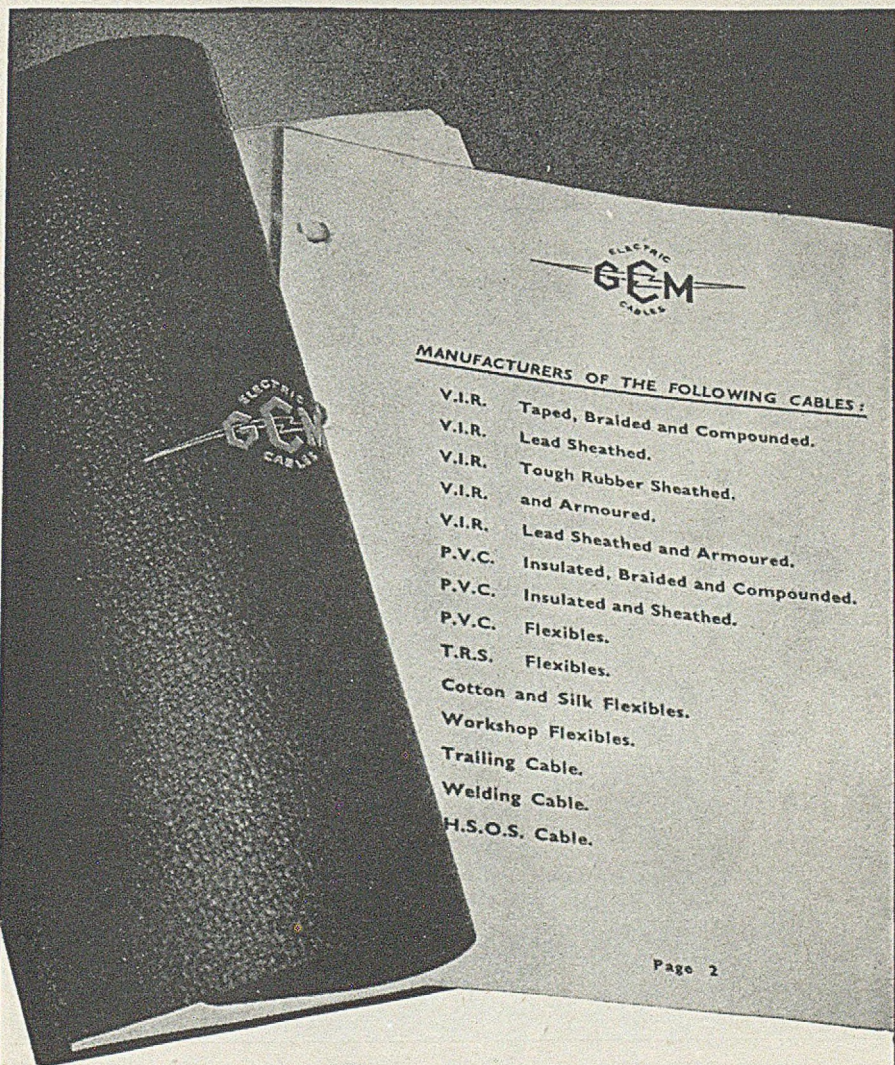 ELECTRIC
GEM
CABLES
ELECTRIC
GEM
CABLES
MANUFACTURERS OF THE FOLLOWING CABLES:
V.I.R. Taped, Braided and Compounded.
V.I.R. Lead Sheathed.
V.I.R. Tough Rubber Sheathed.
V.I.R. and Armoured.
V.I.R. Lead Sheathed and Armoured.
P.V.C. Insulated, Braided and Compounded.
P.V.C. Insulated and Sheathed.
P.V.C. Flexibles.
T.R.S. Flexibles.
Cotton and Silk Flexibles.
Workshop Flexibles.
Trailing Cable.
Welding Cable.
H.S.O.S. Cable.
Page 2